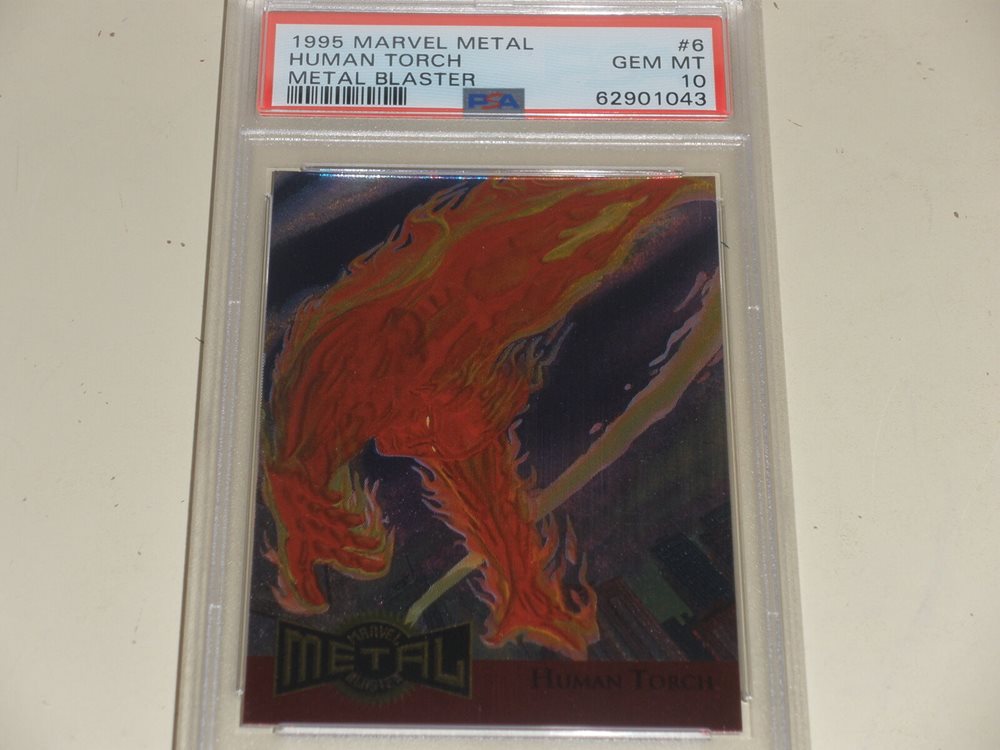 1995 MARVEL METAL #6
HUMAN TORCH GEM MT
METAL BLASTER 10
PSA 62901043
MARVEL
METAL
BLASTER
HUMAN TORCH